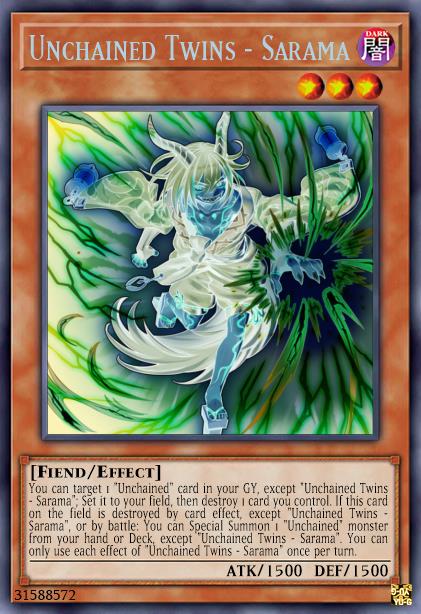 Unchained Twins - Sarama
DARK
闇
[Fiend/Effect]
You can target 1 "Unchained" card in your GY, except "Unchained Twins
- Sarama"; Set it to your field, then destroy 1 card you control. If this card
on the field is destroyed by card effect, except "Unchained Twins -
Sarama", or by battle: You can Special Summon 1 "Unchained" monster
from your hand or Deck, except "Unchained Twins - Sarama". You can
only use each effect of "Unchained Twins - Sarama" once per turn.
ATK/1500 DEF/1500
31588572